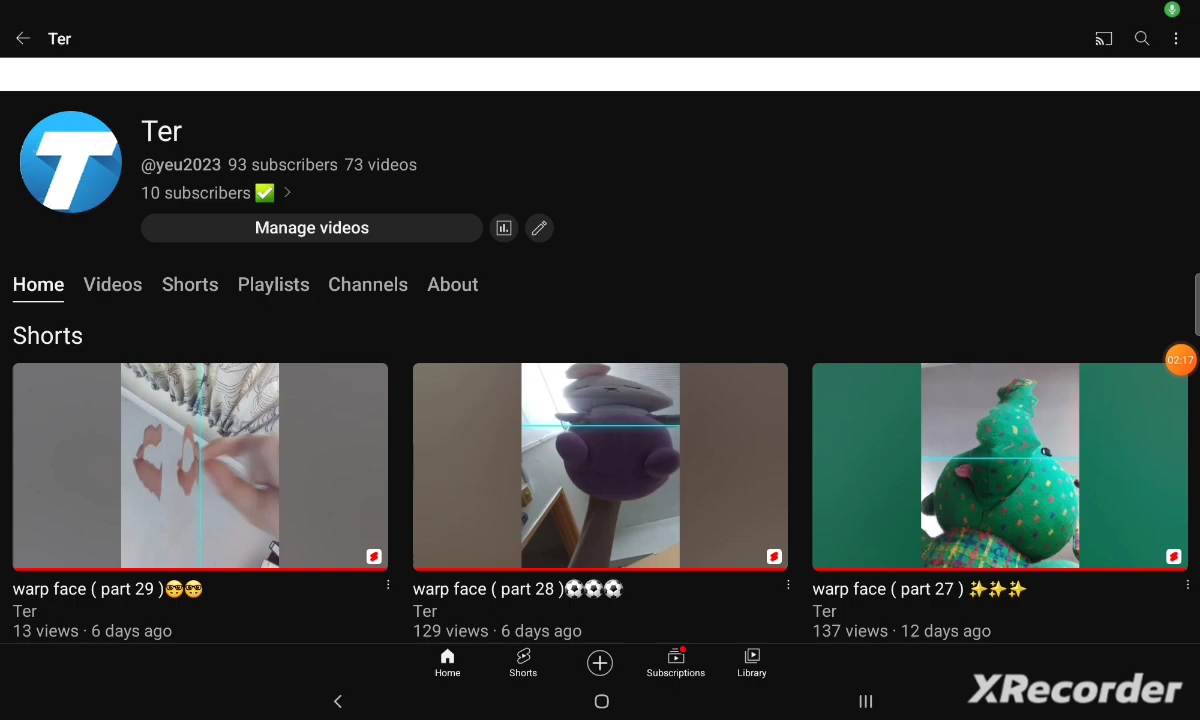 Ter
T
Ter
@yeu2023 93 subscribers 73 videos
10 subscribers ✅
Manage videos
Home Videos Shorts Playlists Channels About
Shorts
02:17
warp face ( part 29 )🤓🤓
Ter
13 views · 6 days ago
warp face ( part 28 )⚽⚽⚽
Ter
129 views · 6 days ago
warp face ( part 27 ) ✨✨✨
Ter
137 views · 12 days ago
Home Shorts Subscriptions Library
XRecorder